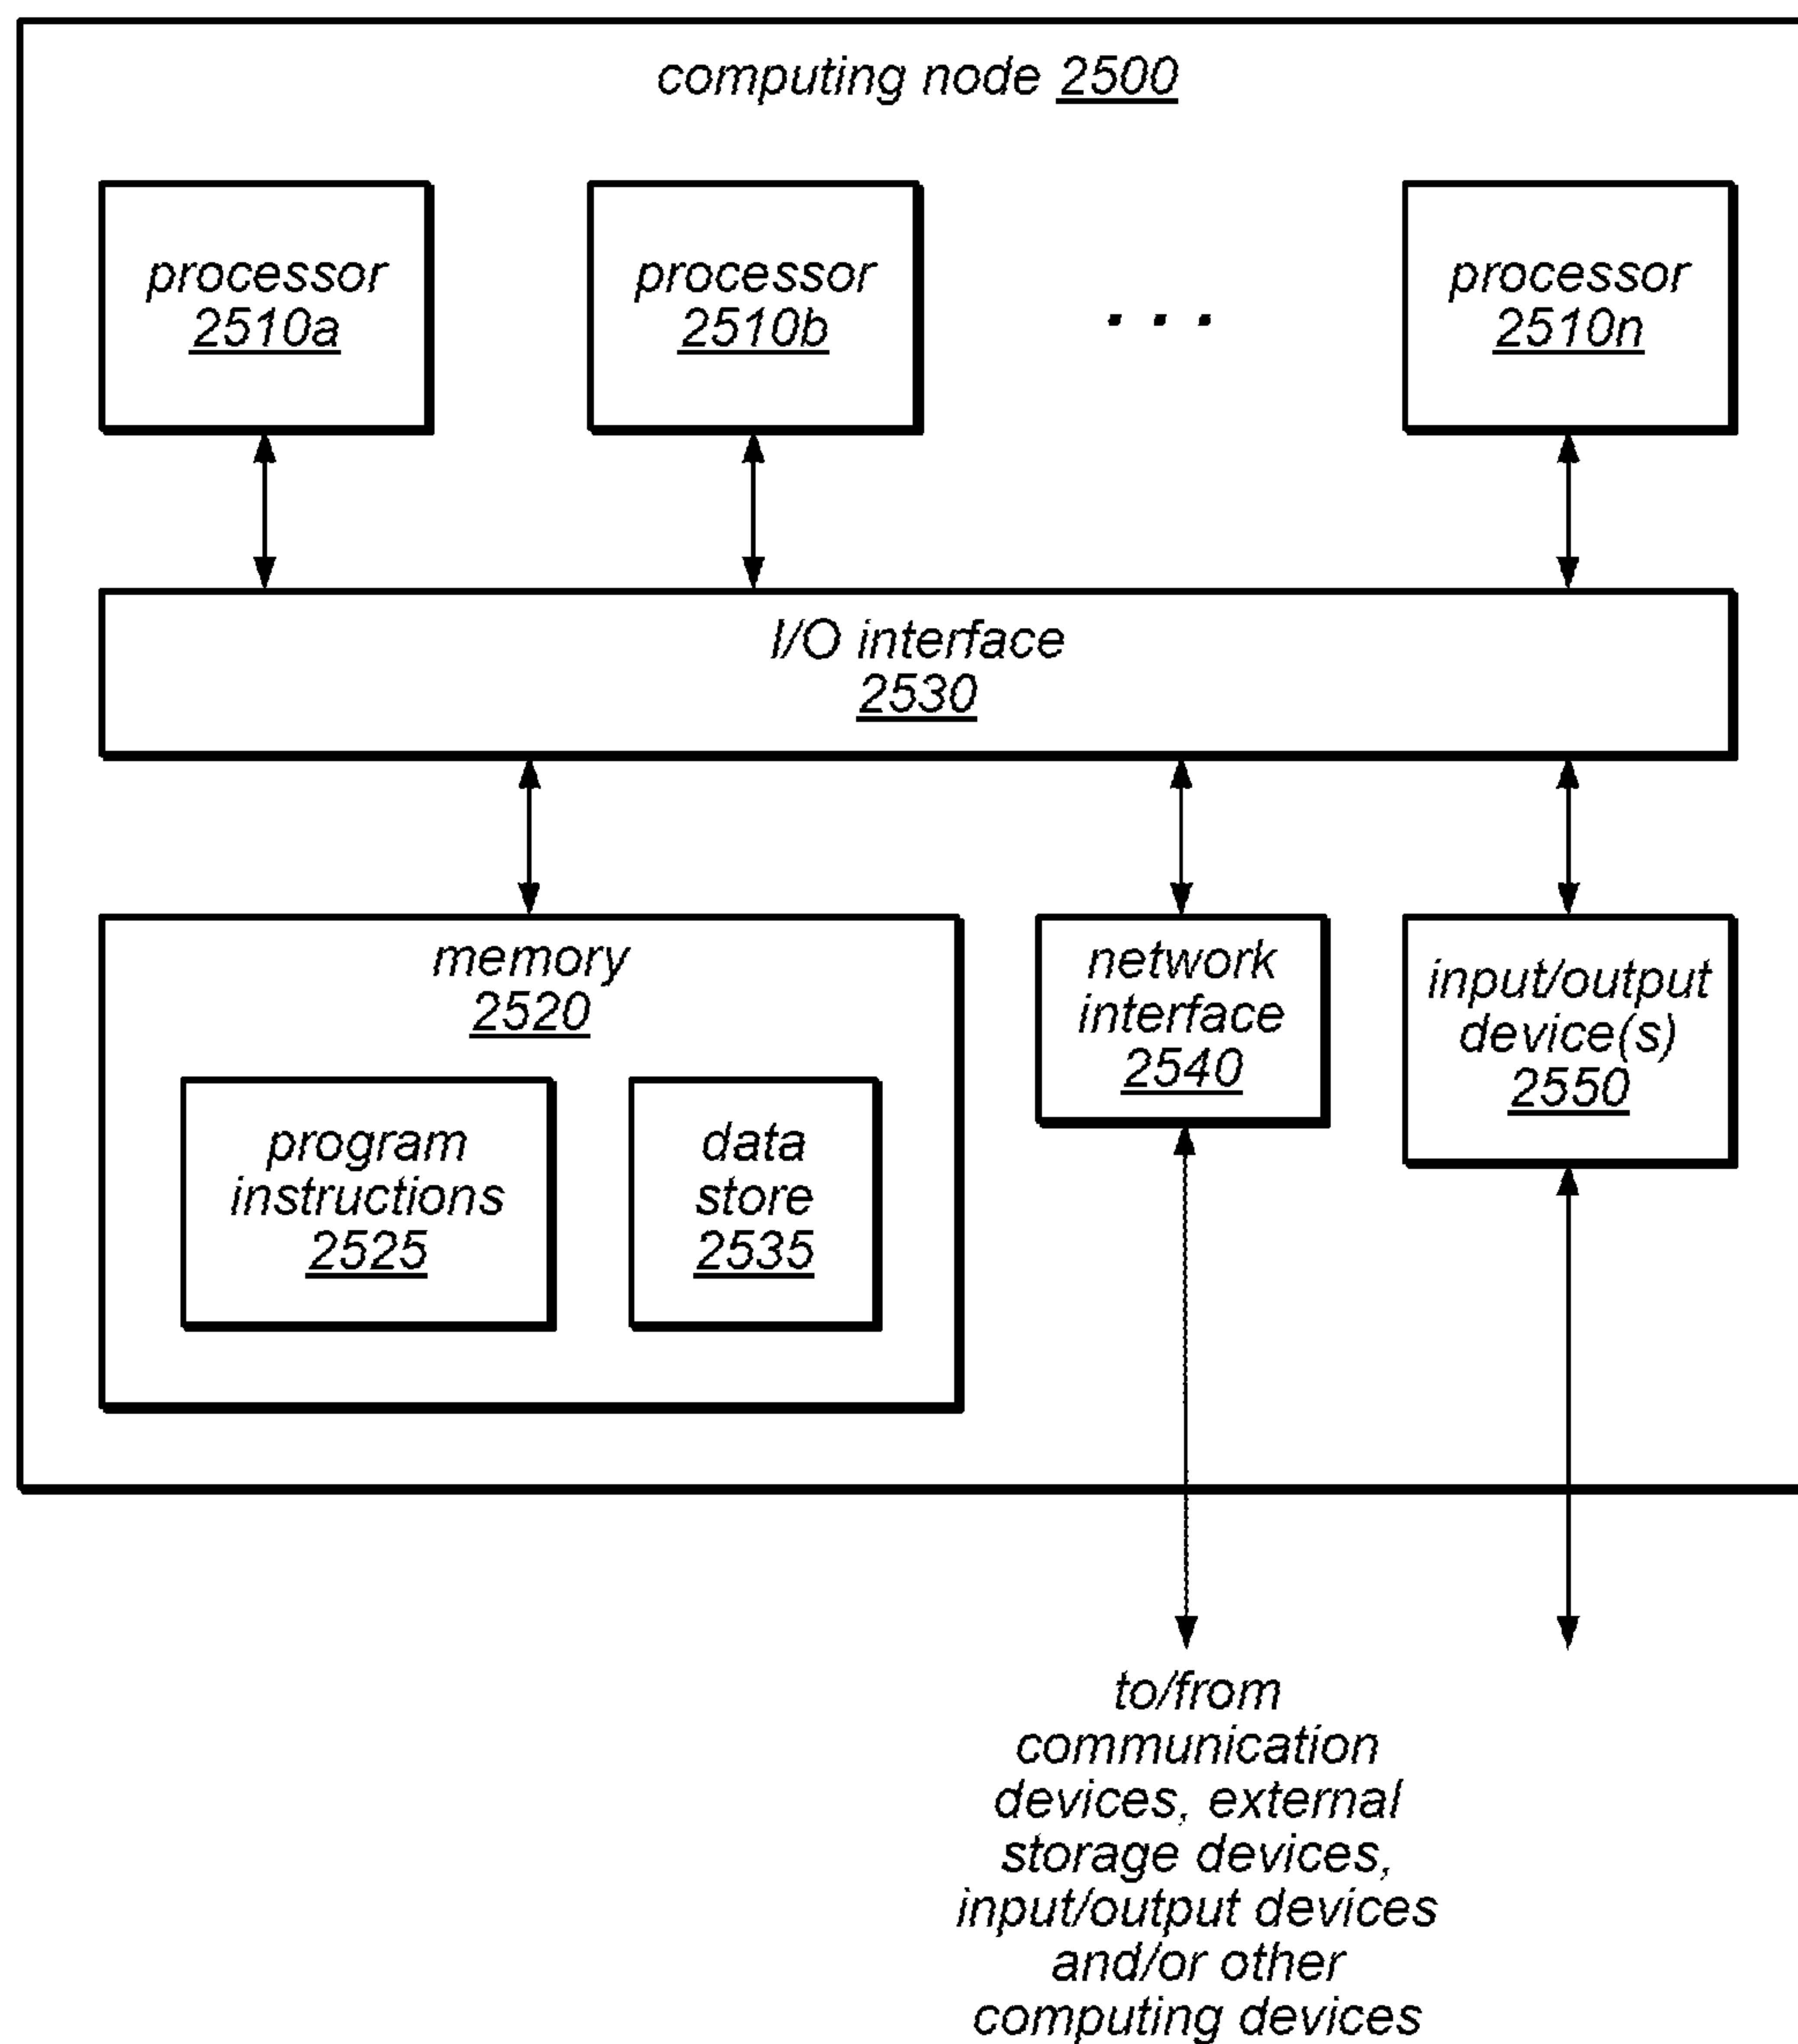 computing node 2500
processor
2510a
processor
2510b
. . .
processor
2510n
I/O interface
2530
memory
2520
program
instructions
2525
data
store
2535
network
interface
2540
input/output
device(s)
2550
to/from
communication
devices, external
storage devices,
input/output devices
and/or other
computing devices